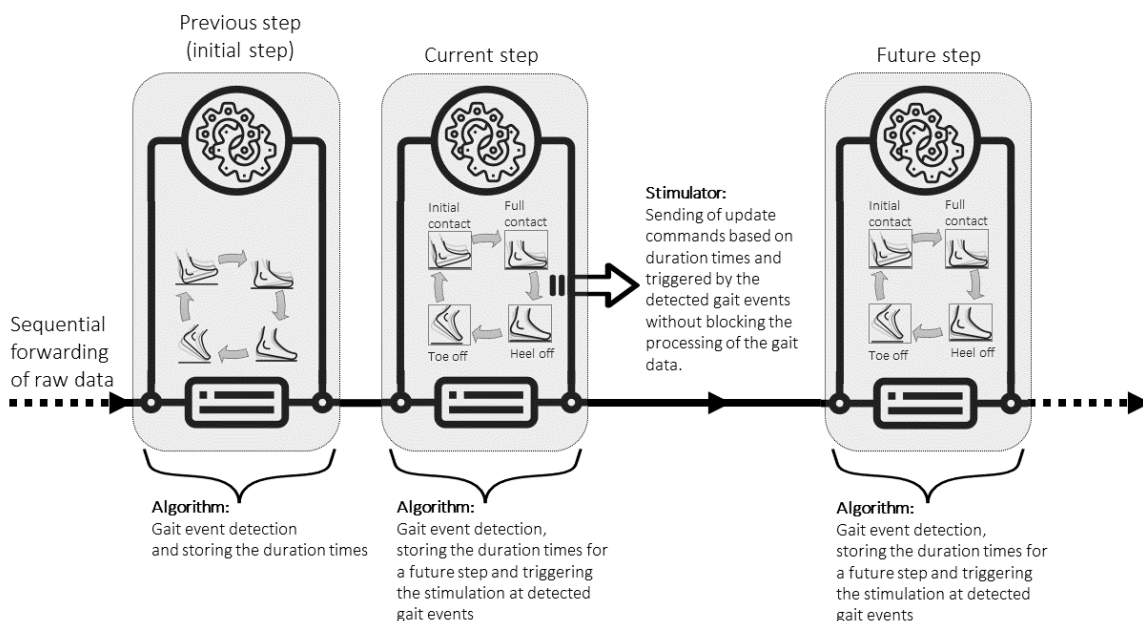 Previous step
(initial step)
Current step
Future step
Initial
contact
Full
contact
Toe off
Heel off
Stimulator:
Sending of update
commands based on
duration times and
triggered by the
detected gait events
without blocking the
processing of the gait
data.
Initial
contact
Full
contact
Toe off
Heel off
Sequential
forwarding
of raw data
Algorithm:
Gait event detection
and storing the duration times
Algorithm:
Gait event detection,
storing the duration times for
a future step and triggering
the stimulation at detected
gait events
Algorithm:
Gait event detection,
storing the duration times for
a future step and triggering
the stimulation at detected
gait events